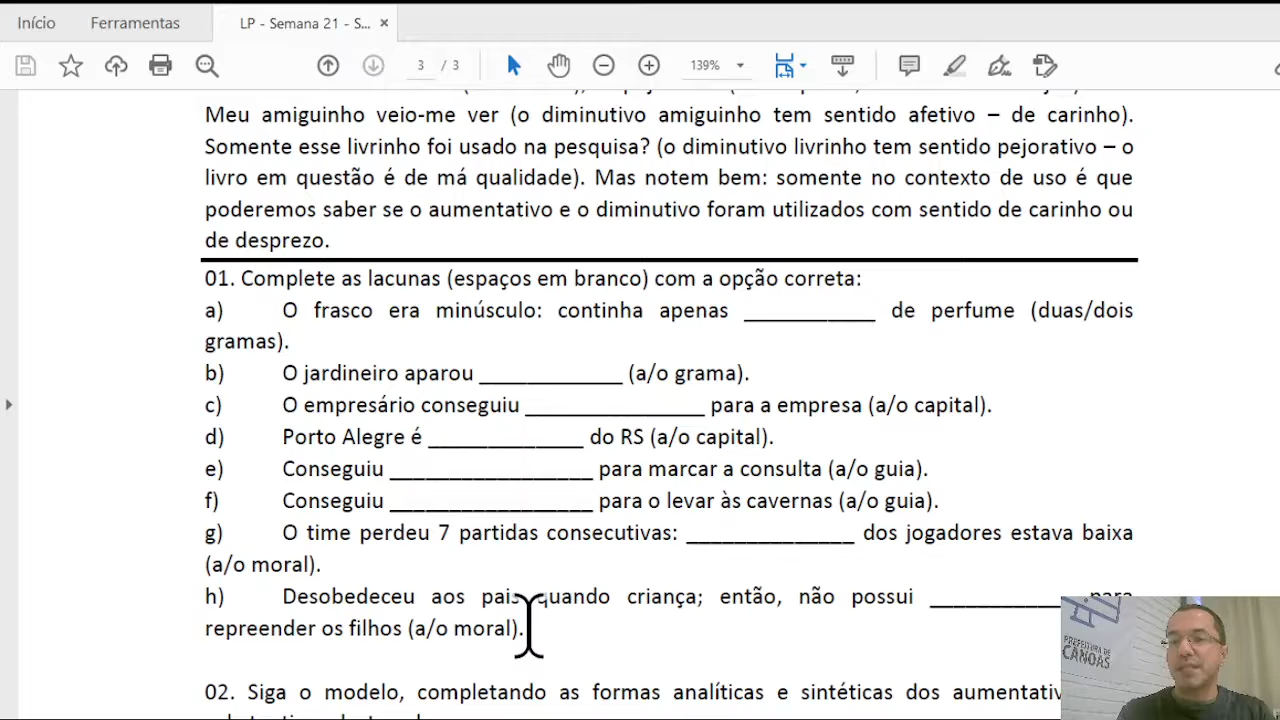 Início Ferramentas LP - Semana 21 - S... ×
3 / 3 139%
Meu amiguinho veio-me ver (o diminutivo amiguinho tem sentido afetivo – de carinho).
Somente esse livrinho foi usado na pesquisa? (o diminutivo livrinho tem sentido pejorativo – o
livro em questão é de má qualidade). Mas notem bem: somente no contexto de uso é que
poderemos saber se o aumentativo e o diminutivo foram utilizados com sentido de carinho ou
de desprezo.
01. Complete as lacunas (espaços em branco) com a opção correta:
a) O frasco era minúsculo: continha apenas ___________ de perfume (duas/dois
gramas).
b) O jardineiro aparou ____________ (a/o grama).
c) O empresário conseguiu _______________ para a empresa (a/o capital).
d) Porto Alegre é _____________ do RS (a/o capital).
e) Conseguiu _________________ para marcar a consulta (a/o guia).
f) Conseguiu _________________ para o levar às cavernas (a/o guia).
g) O time perdeu 7 partidas consecutivas: ______________ dos jogadores estava baixa
(a/o moral).
h) Desobedeceu aos pais quando criança; então, não possui ___________ para
repreender os filhos (a/o moral).
02. Siga o modelo, completando as formas analíticas e sintéticas dos
PREFEITURA DE
CANOAS